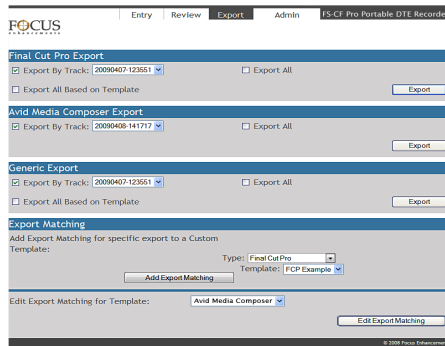 Entry Review Export Admin FS-CF Pro Portable DTE Recorde
FOCUS
enhancements
Final Cut Pro Export
Export By Track: 20090407-123551 Export All
Export All Based on Template Export
Avid Media Composer Export
Export By Track: 20090408-141717 Export All
Export
Generic Export
Export By Track: 20090407-123551 Export All
Export All Based on Template Export
Export Matching
Add Export Matching for specific export to a Custom
Template:
Type: Final Cut Pro
Template: FCP Example
Add Export Matching
Edit Export Matching for Template: Avid Media Composer
Edit Export Matching
© 2008 Focus Enhancemen